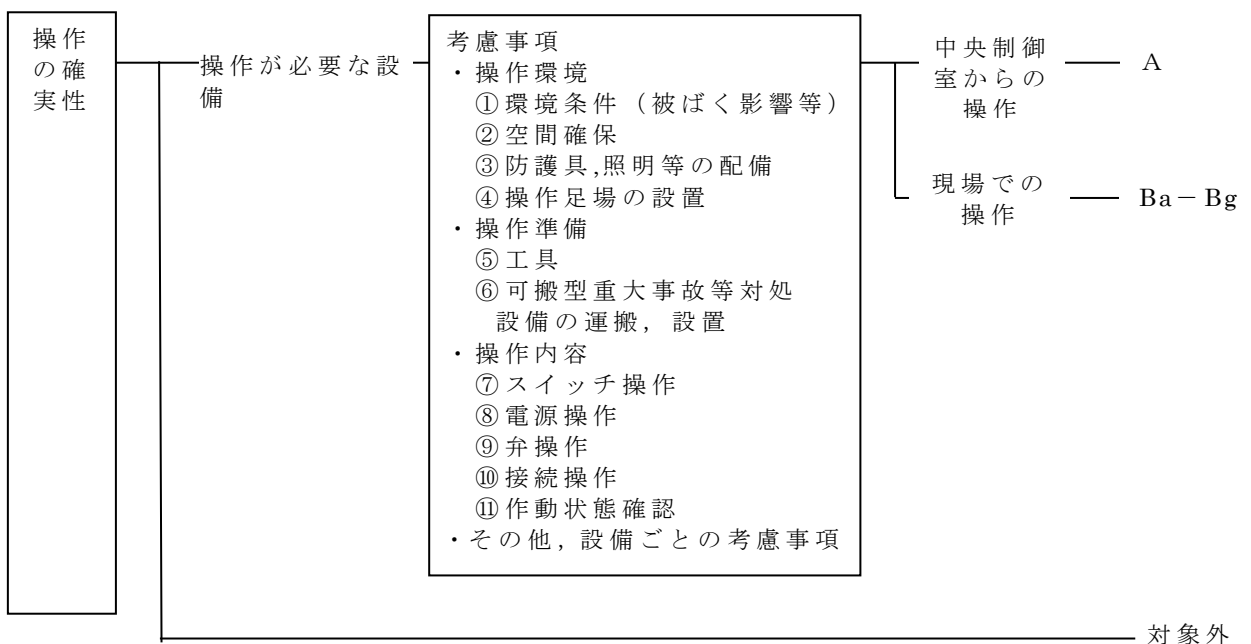 操作
の確
実性
操作が必要な設
備
考慮事項
・操作環境
①環境条件（被ばく影響等）
②空間確保
③防護具,照明等の配備
④操作足場の設置
・操作準備
⑤工具
⑥可搬型重大事故等対処
設備の運搬，設置
・操作内容
⑦スイッチ操作
⑧電源操作
⑨弁操作
⑩接続操作
⑪作動状態確認
・その他，設備ごとの考慮事項
中央制御
室からの
操作
A
現場での
操作
Ba－Bg
対象外